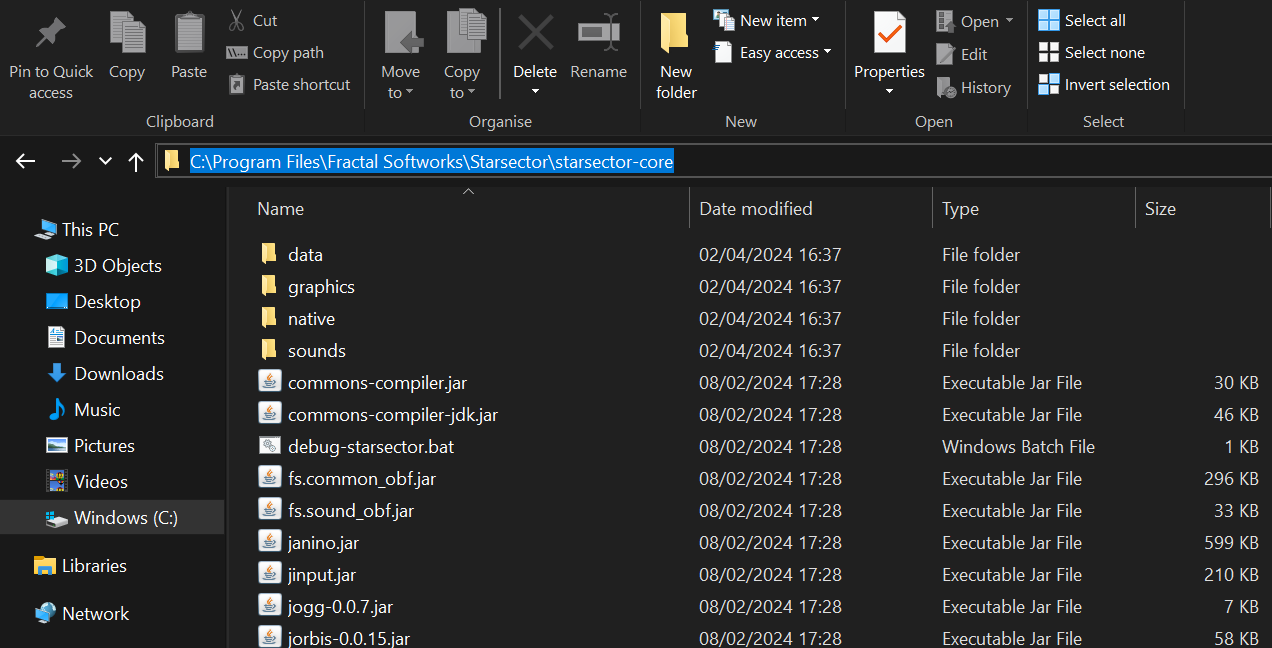 Pin to Quick access
Copy
Paste
Cut
Copy path
Paste shortcut
Clipboard
Move to
Copy to
Delete
Rename
Organise
New folder
New item
Easy access
New
Properties
Open
Edit
History
Open
Select all
Select none
Invert selection
Select
C:\Program Files\Fractal Softworks\Starsector\starsector-core
This PC
3D Objects
Desktop
Documents
Downloads
Music
Pictures
Videos
Windows (C:)
Libraries
Network
Name Date modified Type Size
data 02/04/2024 16:37 File folder
graphics 02/04/2024 16:37 File folder
native 02/04/2024 16:37 File folder
sounds 02/04/2024 16:37 File folder
commons-compiler.jar 08/02/2024 17:28 Executable Jar File 30 KB
commons-compiler-jdk.jar 08/02/2024 17:28 Executable Jar File 46 KB
debug-starsector.bat 08/02/2024 17:28 Windows Batch File 1 KB
fs.common_obf.jar 08/02/2024 17:28 Executable Jar File 296 KB
fs.sound_obf.jar 08/02/2024 17:28 Executable Jar File 33 KB
janino.jar 08/02/2024 17:28 Executable Jar File 599 KB
jinput.jar 08/02/2024 17:28 Executable Jar File 210 KB
jogg-0.0.7.jar 08/02/2024 17:28 Executable Jar File 7 KB
jorbis-0.0.15.jar 08/02/2024 17:28 Executable Jar File 58 KB